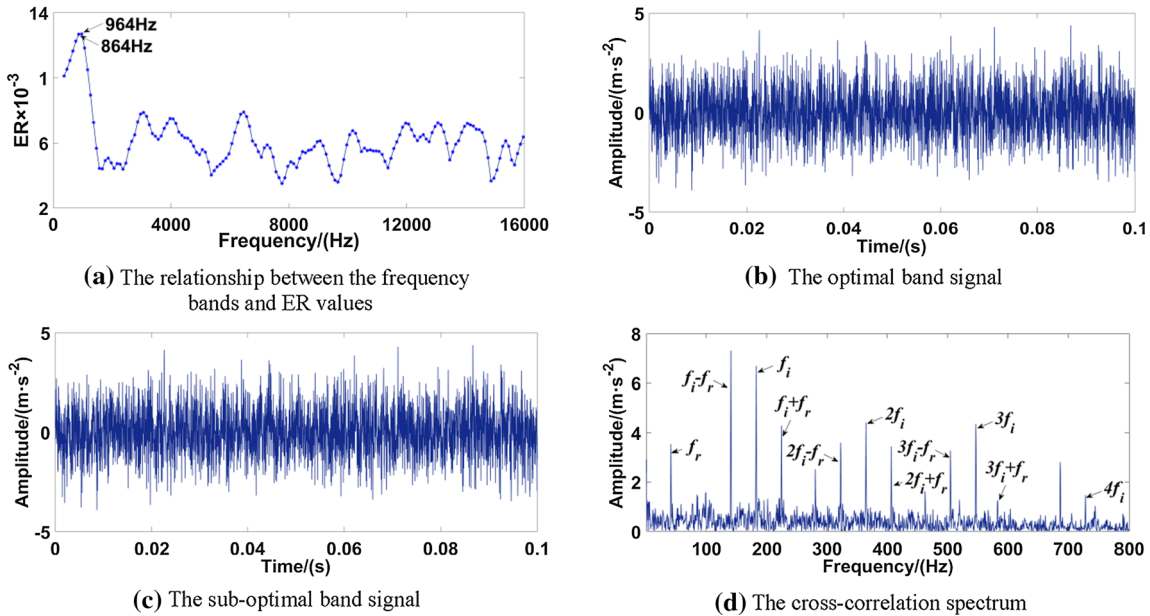 14
1
6
2
ER×10⁻³
964Hz
864Hz
0 4000 8000 12000 16000
Frequency/(Hz)
(a) The relationship between the frequency
bands and ER values
5
0
-5
Amplitude/(m·s⁻²)
0 0.02 0.04 0.06 0.08 0.1
Time/(s)
(b) The optimal band signal
5
0
-5
Amplitude/(m·s⁻²)
0 0.02 0.04 0.06 0.08 0.1
Time/(s)
(c) The sub-optimal band signal
8
6
4
2
0
Amplitude/(m·s⁻²)
fᵣ
fᵢ-fᵣ
fᵢ
fᵢ+fᵣ
2fᵢ-fᵣ
2fᵢ
2fᵢ+fᵣ
3fᵢ-fᵣ
3fᵢ
3fᵢ+fᵣ
4fᵢ
100 200 300 400 500 600 700 800
Frequency/(Hz)
(d) The cross-correlation spectrum